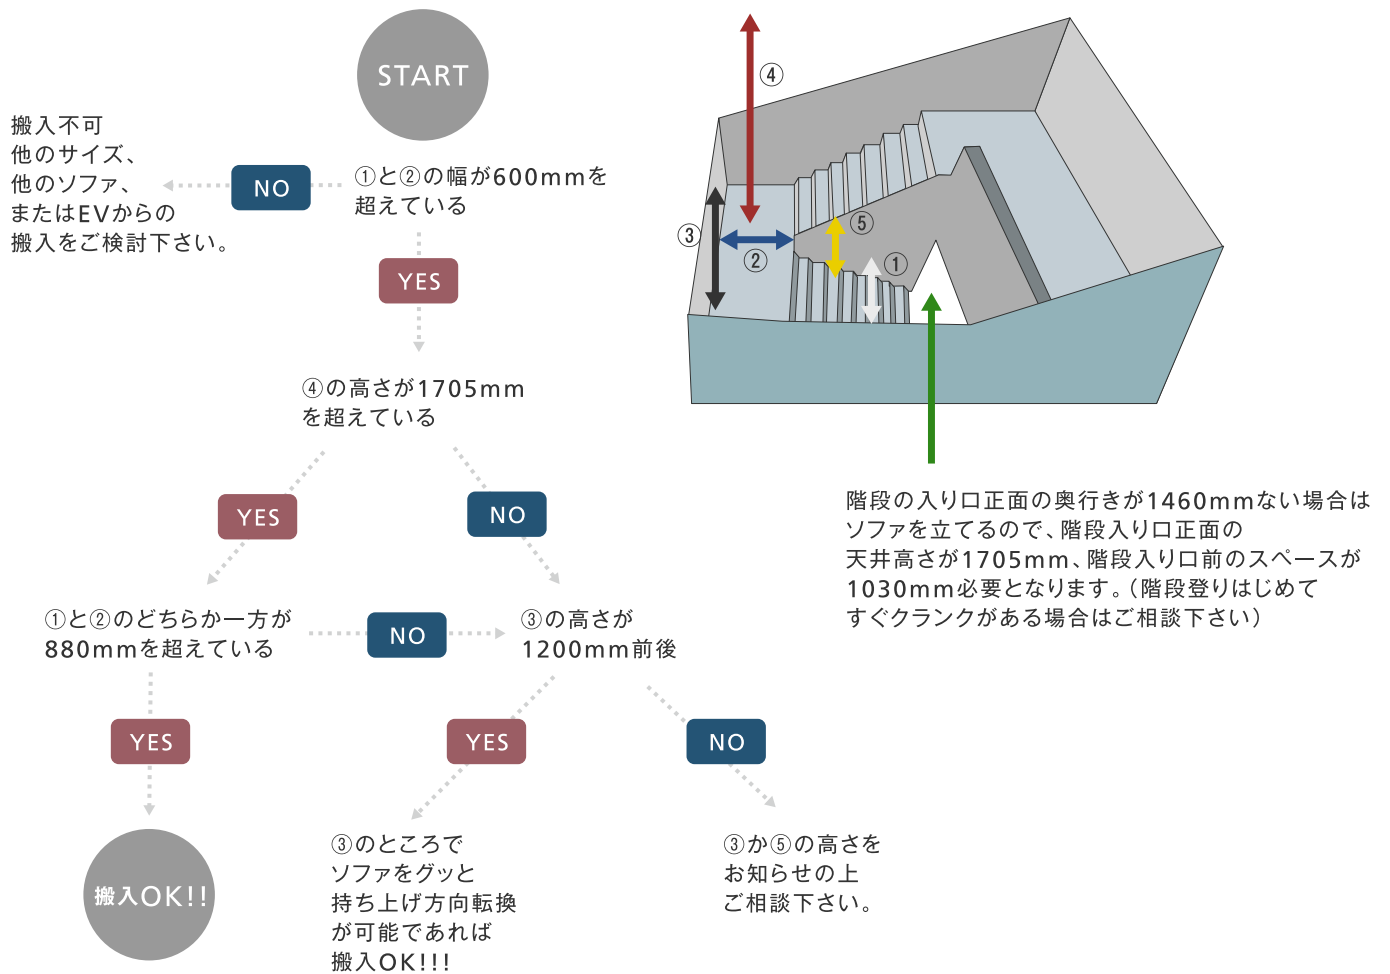 START
①と②の幅が600mmを
超えている
NO
搬入不可
他のサイズ、
他のソファ、
またはEVからの
搬入をご検討下さい。
YES
④の高さが1705mm
を超えている
YES
NO
①と②のどちらか一方が
880mmを超えている
NO
③の高さが
1200mm前後
YES
YES
NO
搬入OK!!
③のところで
ソファをグッと
持ち上げ方向転換
が可能であれば
搬入OK!!!
③か⑤の高さを
お知らせの上
ご相談下さい。
④
③
②
⑤
①
階段の入り口正面の奥行きが1460mmない場合は
ソファを立てるので、階段入り口正面の
天井高さが1705mm、階段入り口前のスペースが
1030mm必要となります。（階段登りはじめて
すぐクランクがある場合はご相談下さい）